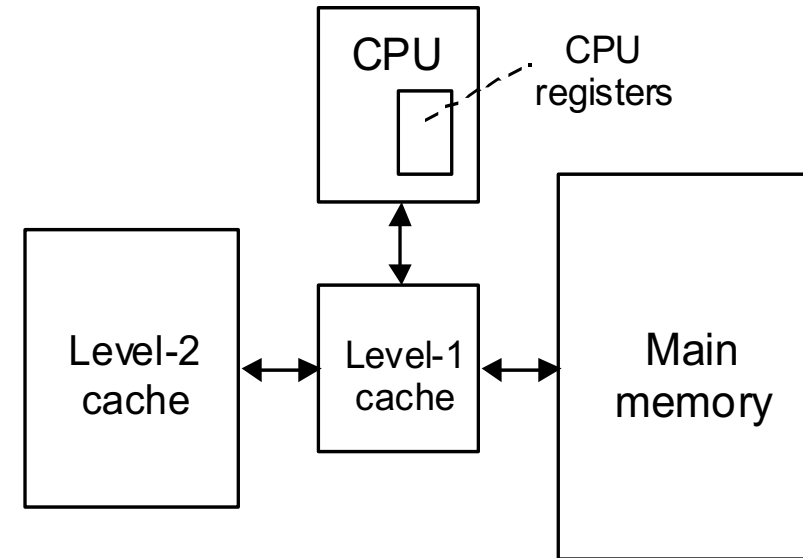 CPU
CPU
registers
Level-2
cache
Level-1
cache
Main
memory